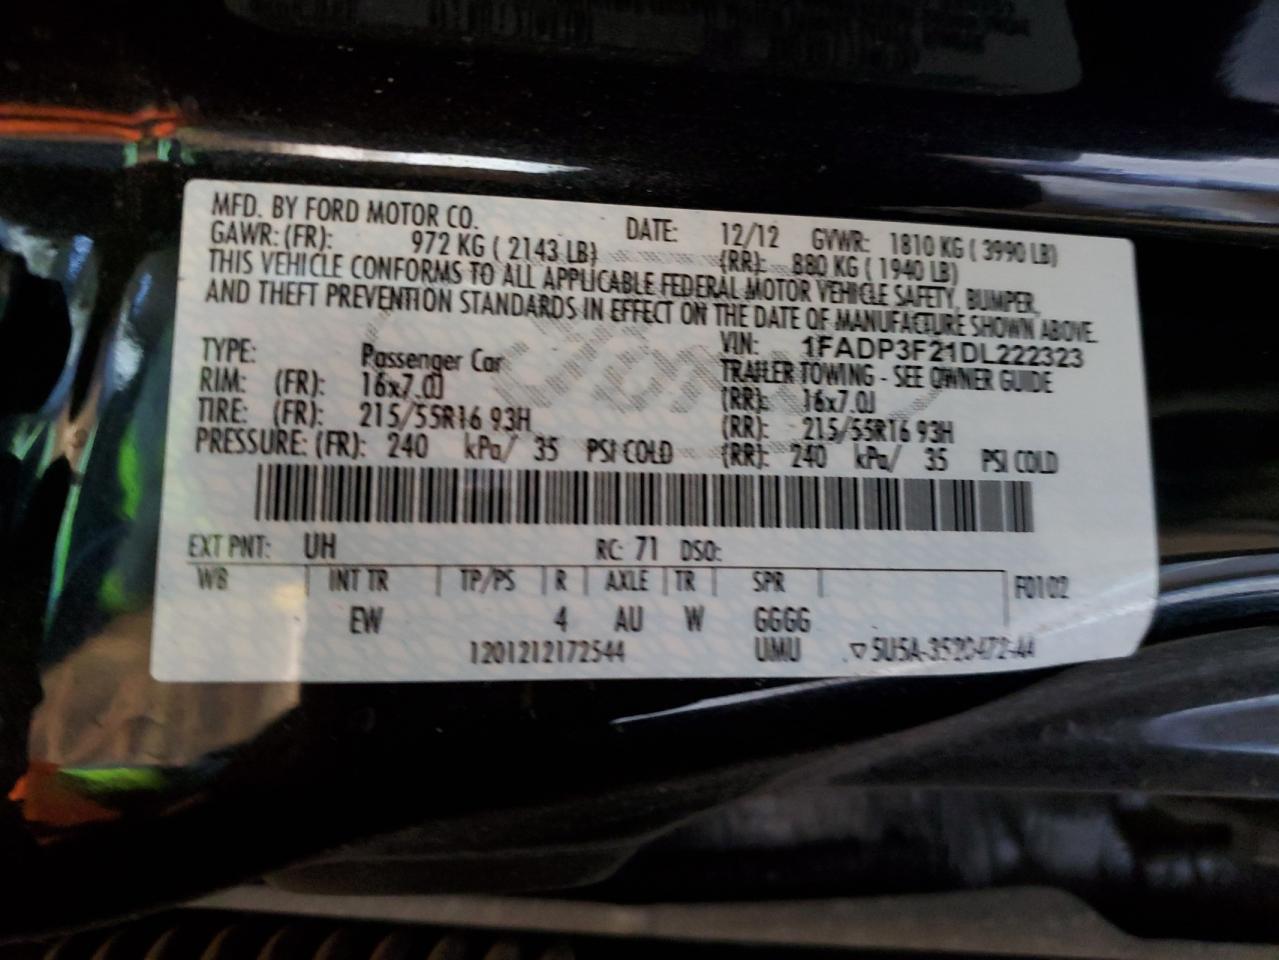 MFD. BY FORD MOTOR CO. DATE: 12/12 GVWR: 1810 KG ( 3990 LB)
GAWR: (FR): 972 KG ( 2143 LB) (RR): 880 KG ( 1940 LB)
THIS VEHICLE CONFORMS TO ALL APPLICABLE FEDERAL MOTOR VEHICLE SAFETY, BUMPER,
AND THEFT PREVENTION STANDARDS IN EFFECT ON THE DATE OF MANUFACTURE SHOWN ABOVE.
VIN: 1FADP3F21DL222323
TYPE: Passenger Car TRAILER TOWING - SEE OWNER GUIDE
RIM: (FR): 16x7.0J (RR): 16x7.0J
TIRE: (FR): 215/55R16 93H (RR): 215/55R16 93H
PRESSURE: (FR): 240 kPa/ 35 PSI COLD (RR): 240 kPa/ 35 PSI COLD
EXT PNT: UH RC: 71 DSO:
WB INT TR TP/PS R AXLE TR SPR F0102
EW 4 AU W GGGG
1201212172544 UMU ▽ 5U5A-3520472-44